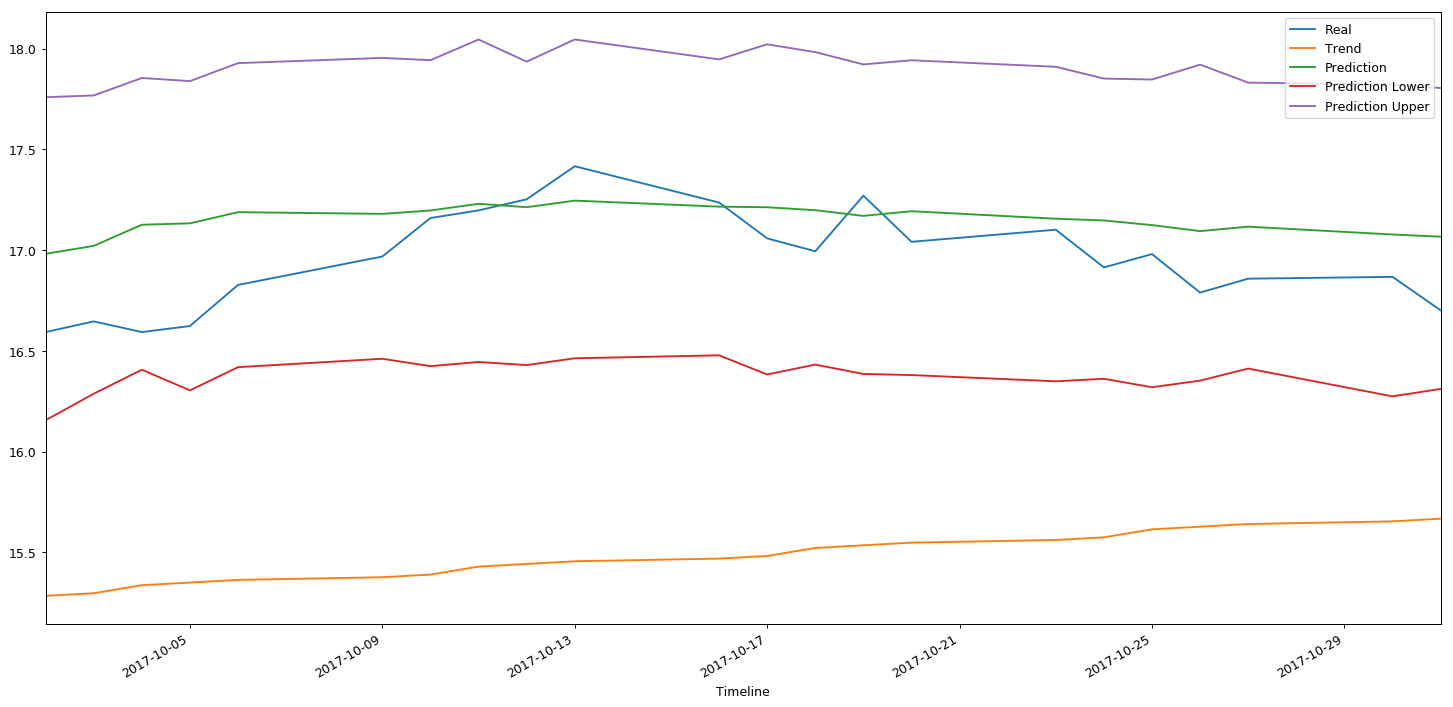 18.0
17.5
17.0
16.5
16.0
15.5
Real
Trend
Prediction
Prediction Lower
Prediction Upper
2017-10-05
2017-10-09
2017-10-13
2017-10-17
2017-10-21
2017-10-25
2017-10-29
Timeline